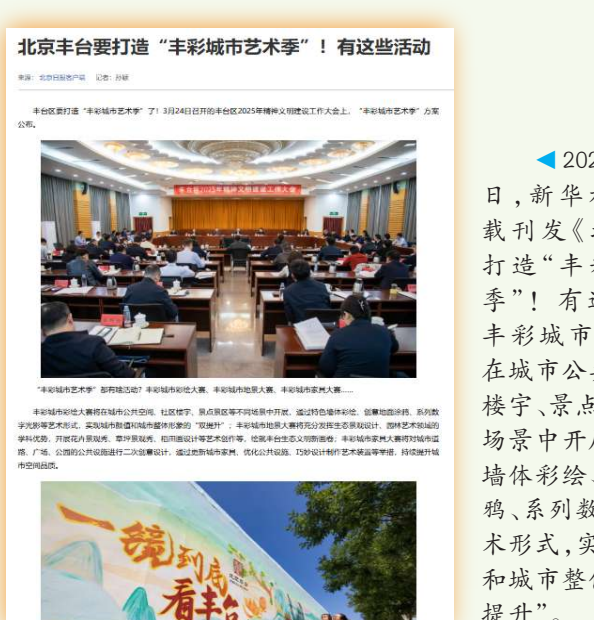 北京丰台要打造“丰彩城市艺术季”！有这些活动
来源：北京日报客户端 记者：孙颖
丰台区要打造“丰彩城市艺术季”了！3月24日召开的丰台区2025年精神文明建设工作大会上，“丰彩城市艺术季”方案
公布。
丰台区2025年精神文明建设工作大会
“丰彩城市艺术季”都有啥活动？丰彩城市彩绘大赛、丰彩城市地景大赛、丰彩城市家具大赛……
丰彩城市彩绘大赛将在城市公共空间、社区楼宇、景点景区等不同场景中开展，通过特色墙体彩绘、创意地面涂鸦、系列数
字光影等艺术形式，实现城市颜值和城市整体形象的“双提升”；丰彩城市地景大赛将充分发挥生态景观设计、园林艺术领域的
学科优势，开展花卉景观秀、草坪景观秀、稻田画设计等艺术创作等，绘就丰台生态文明新画卷；丰彩城市家具大赛将对城市道
路、广场、公园的公共设施进行二次创意设计，通过更新城市家具、优化公共设施、巧妙设计制作艺术装置等举措，持续提升城
市空间品质。
一镜到底
看丰台
◀202
日，新华
载刊发《
打造“丰
季”！有
丰彩城市
在城市公
楼宇、景点
场景中开
墙体彩绘
鸦、系列数
术形式，实
和城市整
提升”。